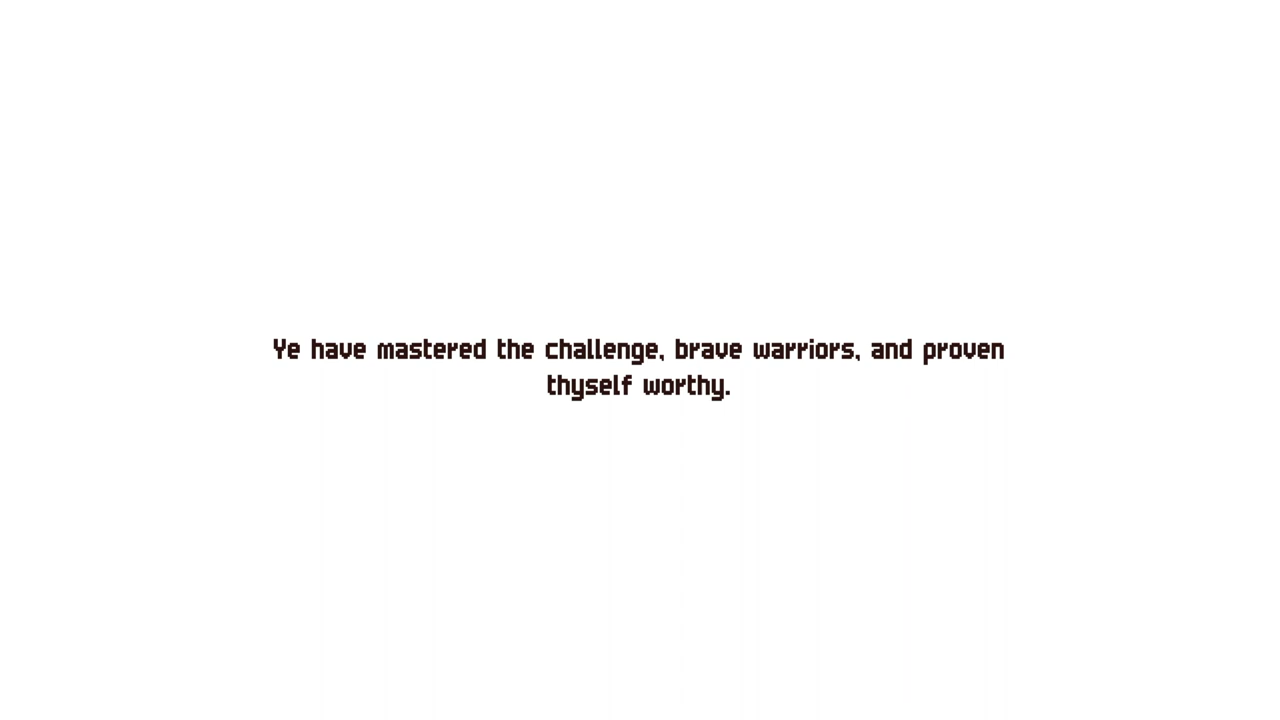 Ye have mastered the challenge, brave warriors, and proven
thyself worthy.